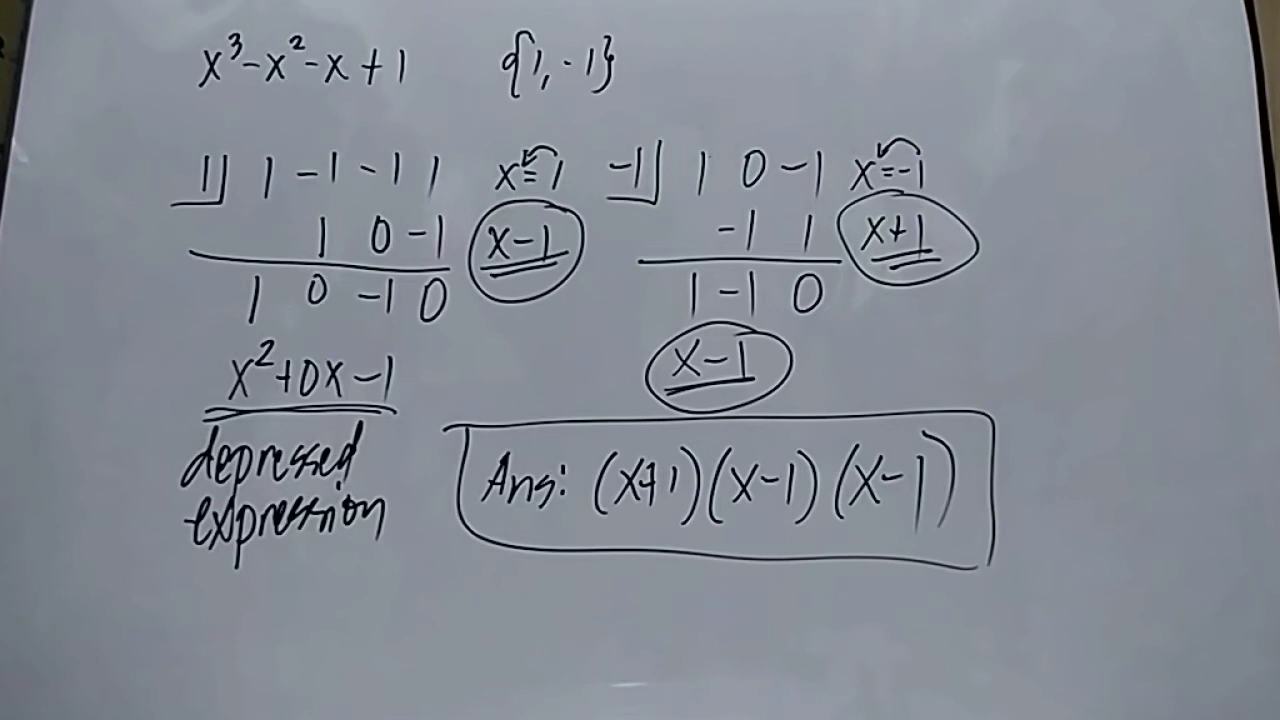 x³-x²-x+1 {1,-1}
1 1 -1 -1 1 x=1
1 0 -1 x-1
1 0 -1 0
x²+0x-1
depressed
expression
-1 1 0 -1 x=-1
-1 1 x+1
1 -1 0
x-1
Ans: (x+1)(x-1)(x-1)